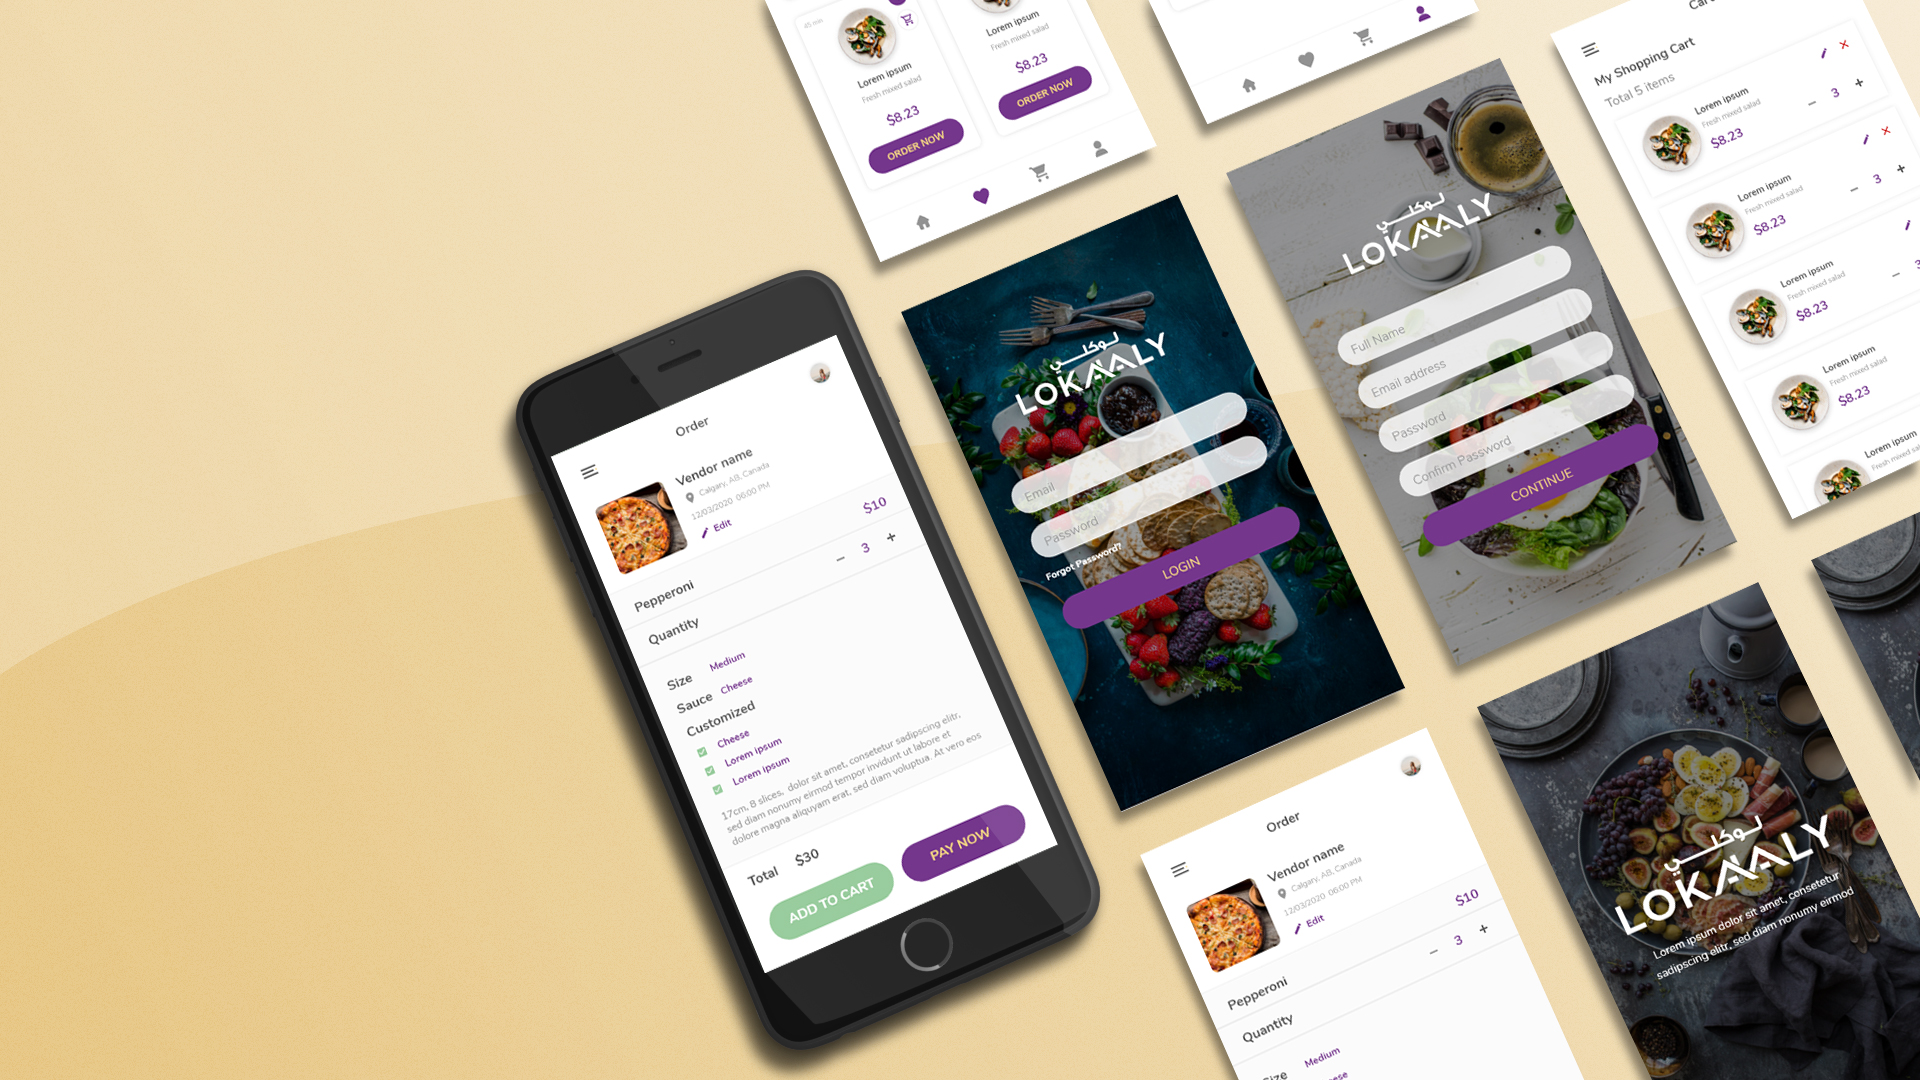 45 min
Lorem ipsum
Fresh mixed salad
$8.23
ORDER NOW
Lorem ipsum
Fresh mixed salad
$8.23
ORDER NOW
My Shopping Cart
Total 5 items
Lorem ipsum
Fresh mixed salad
$8.23
3
Lorem ipsum
Fresh mixed salad
$8.23
3
Lorem ipsum
Fresh mixed salad
$8.23
3
Lorem ipsum
Fresh mixed salad
$8.23
Lorem ipsum
Order
Vendor name
Calgary, AB, Canada
12/03/2020 06:00 PM
Edit
Pepperoni
$10
Quantity
3
Size
Medium
Sauce
Cheese
Customized
Cheese
Lorem ipsum
Lorem ipsum
17cm, 8 slices, dolor sit amet, consetetur sadipscing elitr,
sed diam nonumy eirmod tempor invidunt ut labore et
dolore magna aliquyam erat, sed diam voluptua. At vero eos
Total
$30
ADD TO CART
PAY NOW
لوكلي
LOKAALY
Email
Password
Forgot Password?
LOGIN
لوكلي
LOKAALY
Full Name
Email address
Password
Confirm Password
CONTINUE
Order
Vendor name
Calgary, AB, Canada
12/03/2020 06:00 PM
Edit
Pepperoni
$10
Quantity
3
Size
Medium
لوكلي
LOKAALY
Lorem ipsum dolor sit amet, consetetur
sadipscing elitr, sed diam nonumy eirmod